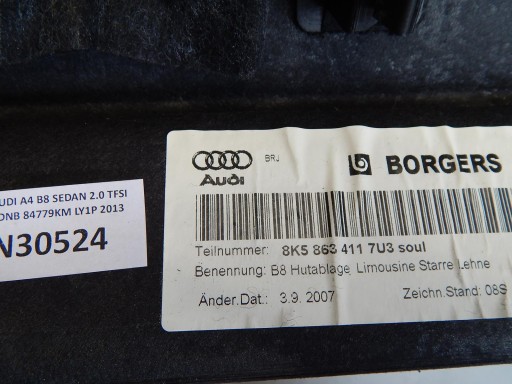 UDI A4 B8 SEDAN 2.0 TFSI
DNB 84779KM LY1P 2013
N30524
Audi
BRJ
BORGERS
Teilnummer: 8K5 863 411 7U3 soul
Benennung: B8 Hutablage Limousine Starre Lehne
Änder.Dat.: 3.9. 2007
Zeichn.Stand: 08S